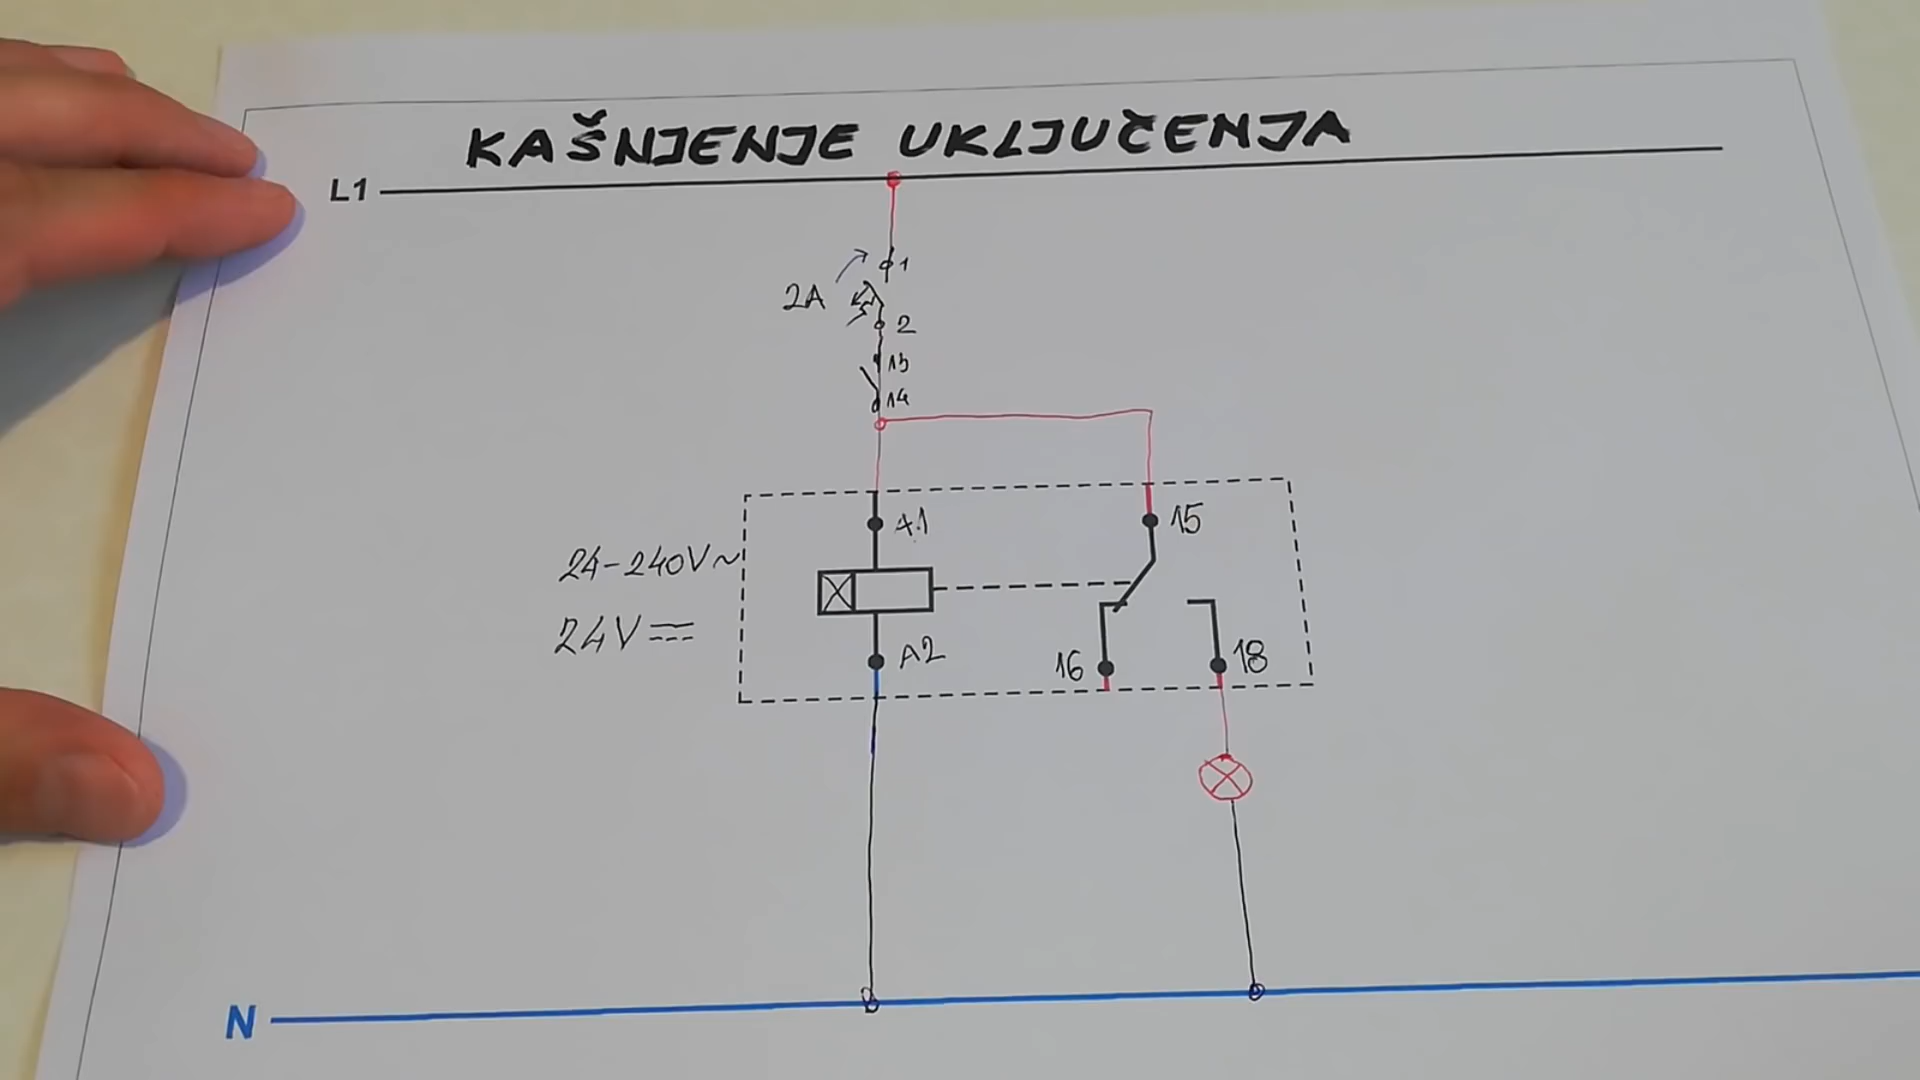 KAŠNJENJE UKLJUČENJA
L1
1
2A
2
13
14
A1
15
24-240V~
24V⎓
A2
16
18
N